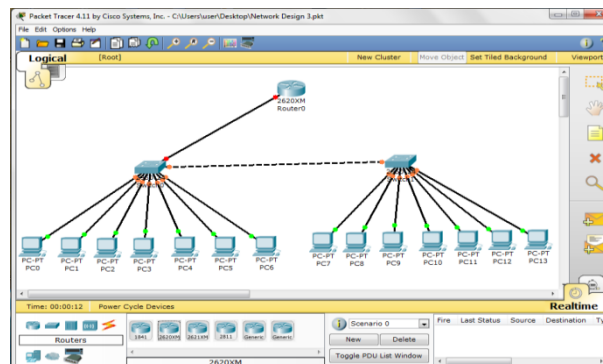 Packet Tracer 4.11 by Cisco Systems, Inc. - C:\Users\user\Desktop\Network Design 3.pkt
File Edit Options Help
Logical [Root] New Cluster Move Object Set Tiled Background Viewport
2620XM
Router0
PC-PT PC-PT PC-PT PC-PT PC-PT PC-PT PC-PT PC-PT PC-PT PC-PT PC-PT PC-PT PC-PT PC-PT
PC0 PC1 PC2 PC3 PC4 PC5 PC6 PC7 PC8 PC9 PC10 PC11 PC12 PC13
Time: 00:00:12 Power Cycle Devices Realtime
Scenario 0 Fire Last Status Source Destination Ty
1841 2620XM 2621XM 2811 Generic Generic
Routers New Delete
2620XM Toggle PDU List Window